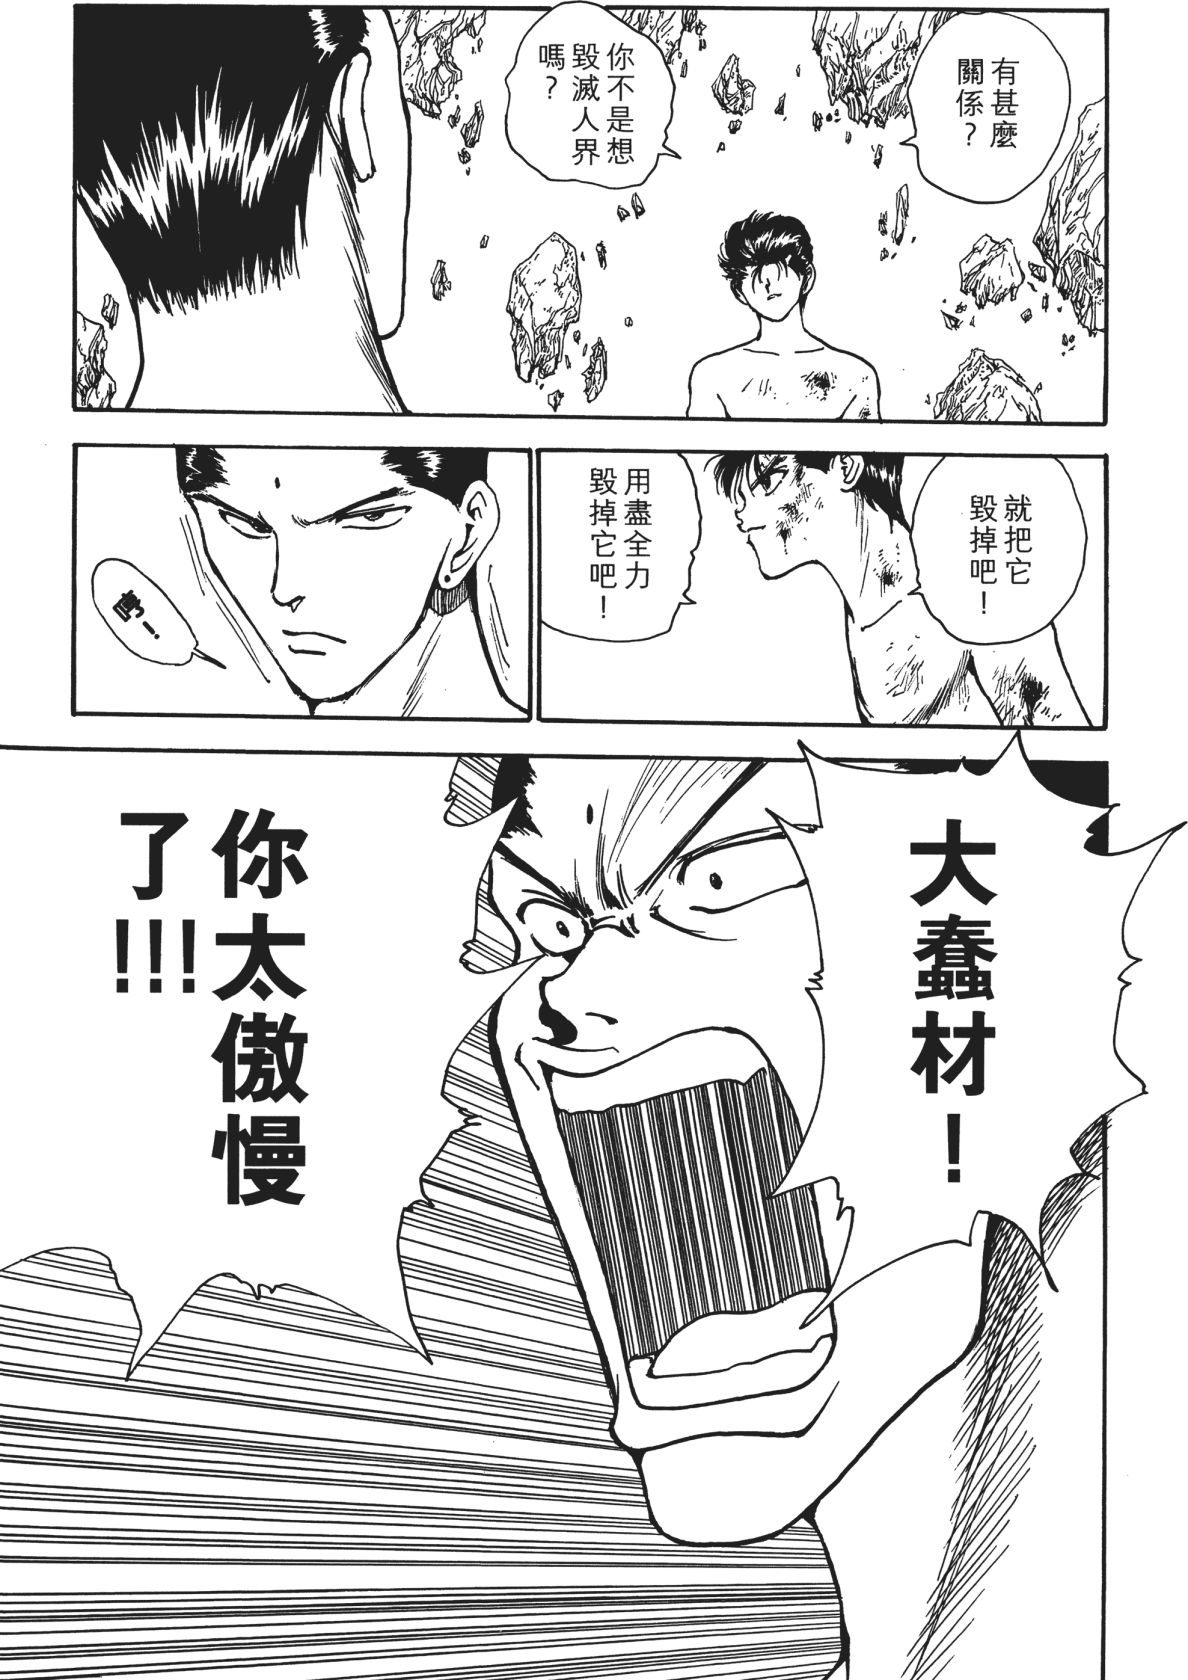 有甚麼
關係？
你不是想
毀滅人界
嗎？
就把它
毀掉吧！
用盡全力
毀掉它吧！
哼！
大蠢材！
你太傲慢
了!!!